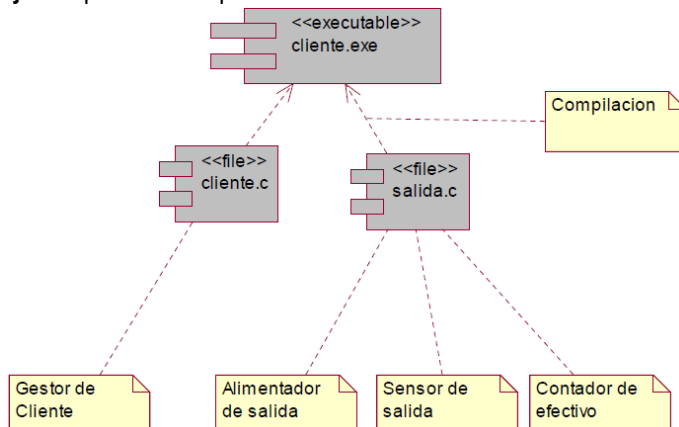 <<executable>>
cliente.exe
Compilacion
<<file>>
cliente.c
<<file>>
salida.c
Gestor de
Cliente
Alimentador
de salida
Sensor de
salida
Contador de
efectivo